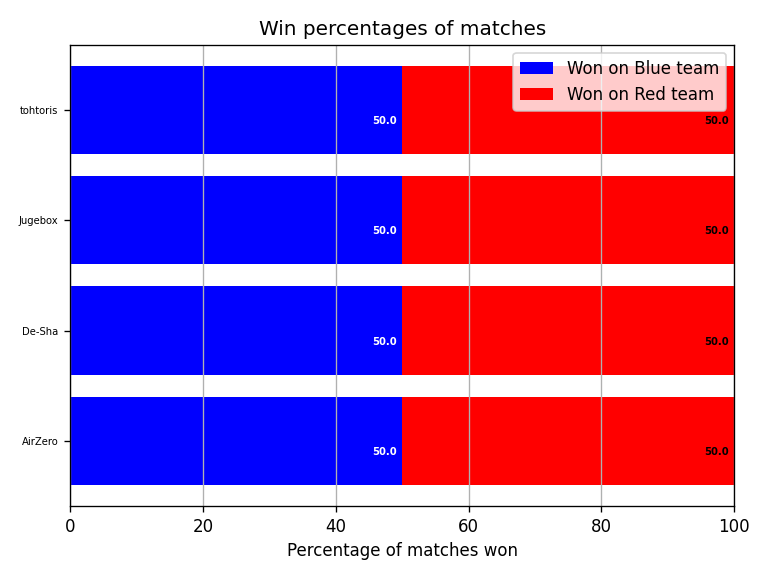 Win percentages of matches
Won on Blue team
Won on Red team
tohtoris
50.0
50.0
Jugebox
50.0
50.0
De-Sha
50.0
50.0
AirZero
50.0
50.0
0 20 40 60 80 100
Percentage of matches won